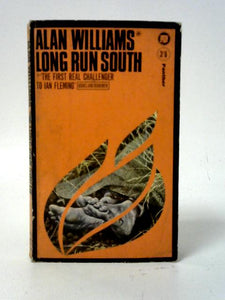 ALAN WILLIAMS
LONG RUN SOUTH
"THE FIRST REAL CHALLENGER
TO IAN FLEMING"
Panther